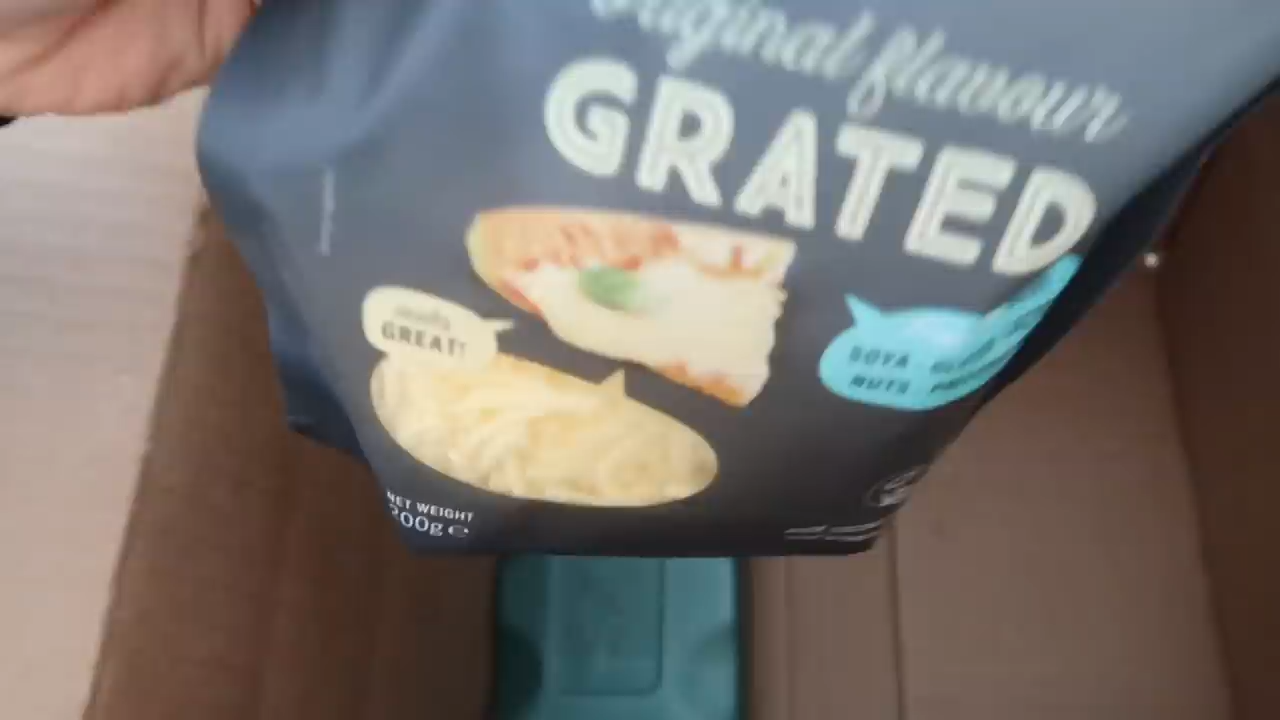 original flavour
GRATED
GREAT!
SOYA
NUTS
NET WEIGHT
200g e